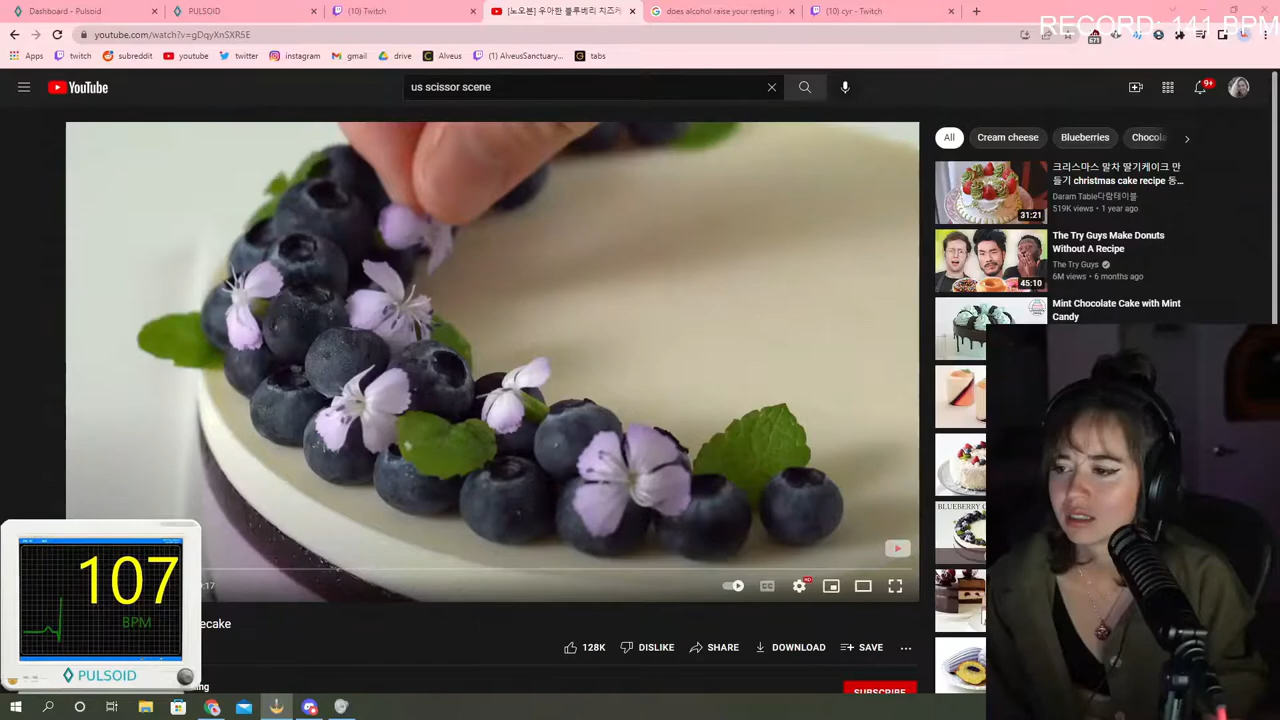 Dashboard - Pulsoid
PULSOID
(10) Twitch
[노오븐] 우아한 블루베리 치즈케
does alcohol raise your resting
(10) cyr - Twitch
RECORD: 141 BPM
youtube.com/watch?v=gDqyXnSXR5E
671
Apps
twitch
subreddit
youtube
twitter
instagram
gmail
drive
Alveus
(1) AlveusSanctuary...
tabs
YouTube
us scissor scene
9+
All
Cream cheese
Blueberries
Chocola
크리스마스 말차 딸기케이크 만
들기 christmas cake recipe 동...
Daram Table다람테이블
519K views • 1 year ago
31:21
The Try Guys Make Donuts
Without A Recipe
The Try Guys
6M views • 6 months ago
45:10
Mint Chocolate Cake with Mint
Candy
BLUEBERRY C
:17
HD
107
BPM
PULSOID
ecake
128K
DISLIKE
SHARE
DOWNLOAD
SAVE
ng
SUBSCRIBE